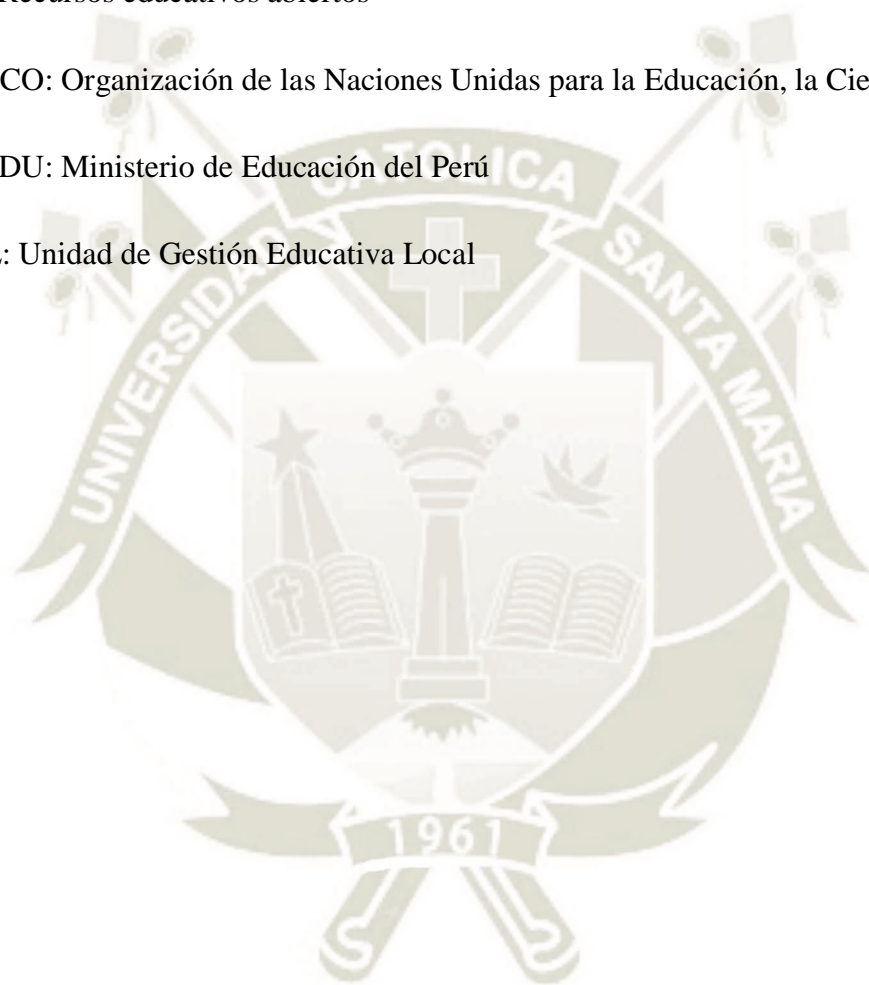 Recursos educativos abiertos
CO: Organización de las Naciones Unidas para la Educación, la Cie
DU: Ministerio de Educación del Perú
: Unidad de Gestión Educativa Local
UNIVERSIDAD CATOLICA SANTA MARIA
1961